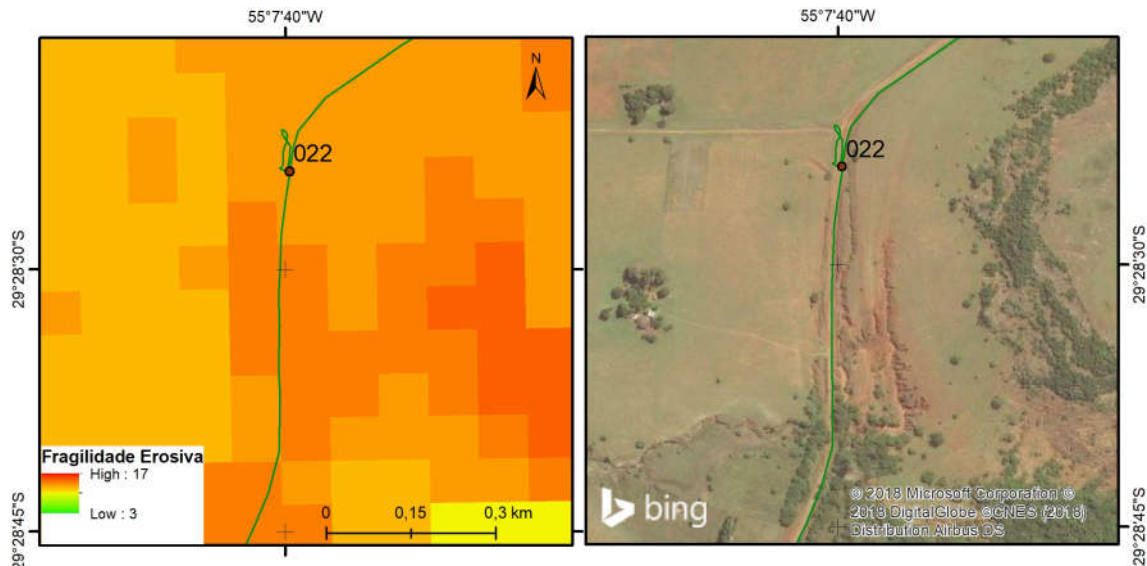 55°7'40"W
55°7'40"W
N
022
022
29°28'30"S
29°28'30"S
Fragilidade Erosiva
High : 17
Low : 3
0 0,15 0,3 km
29°28'45"S
29°28'45"S
bing
© 2018 Microsoft Corporation ©
2018 DigitalGlobe ©CNES (2018)
Distribution Airbus DS